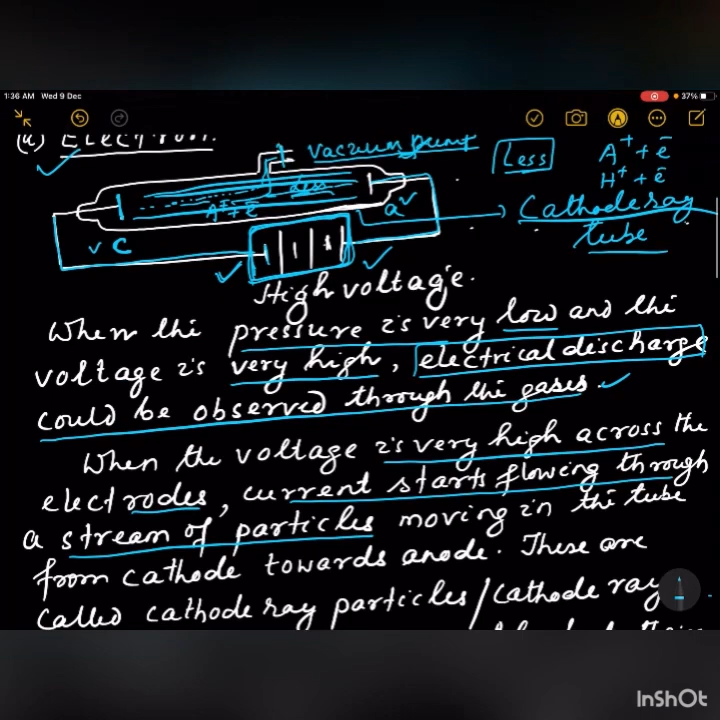 1:36 AM Wed 9 Dec
37%
(a) Electron.
Vacuum pump
Less
A⁺ + ē
H⁺ + ē
A⁺+ē
C
a
Cathode ray
tube
High voltage.
When the pressure is very low and the
voltage is very high, electrical discharge
could be observed through the gases.
When the voltage is very high across the
electrodes, current starts flowing through
a stream of particles moving in the tube
from cathode towards anode. These are
called cathode ray particles/cathode ray
InShOt